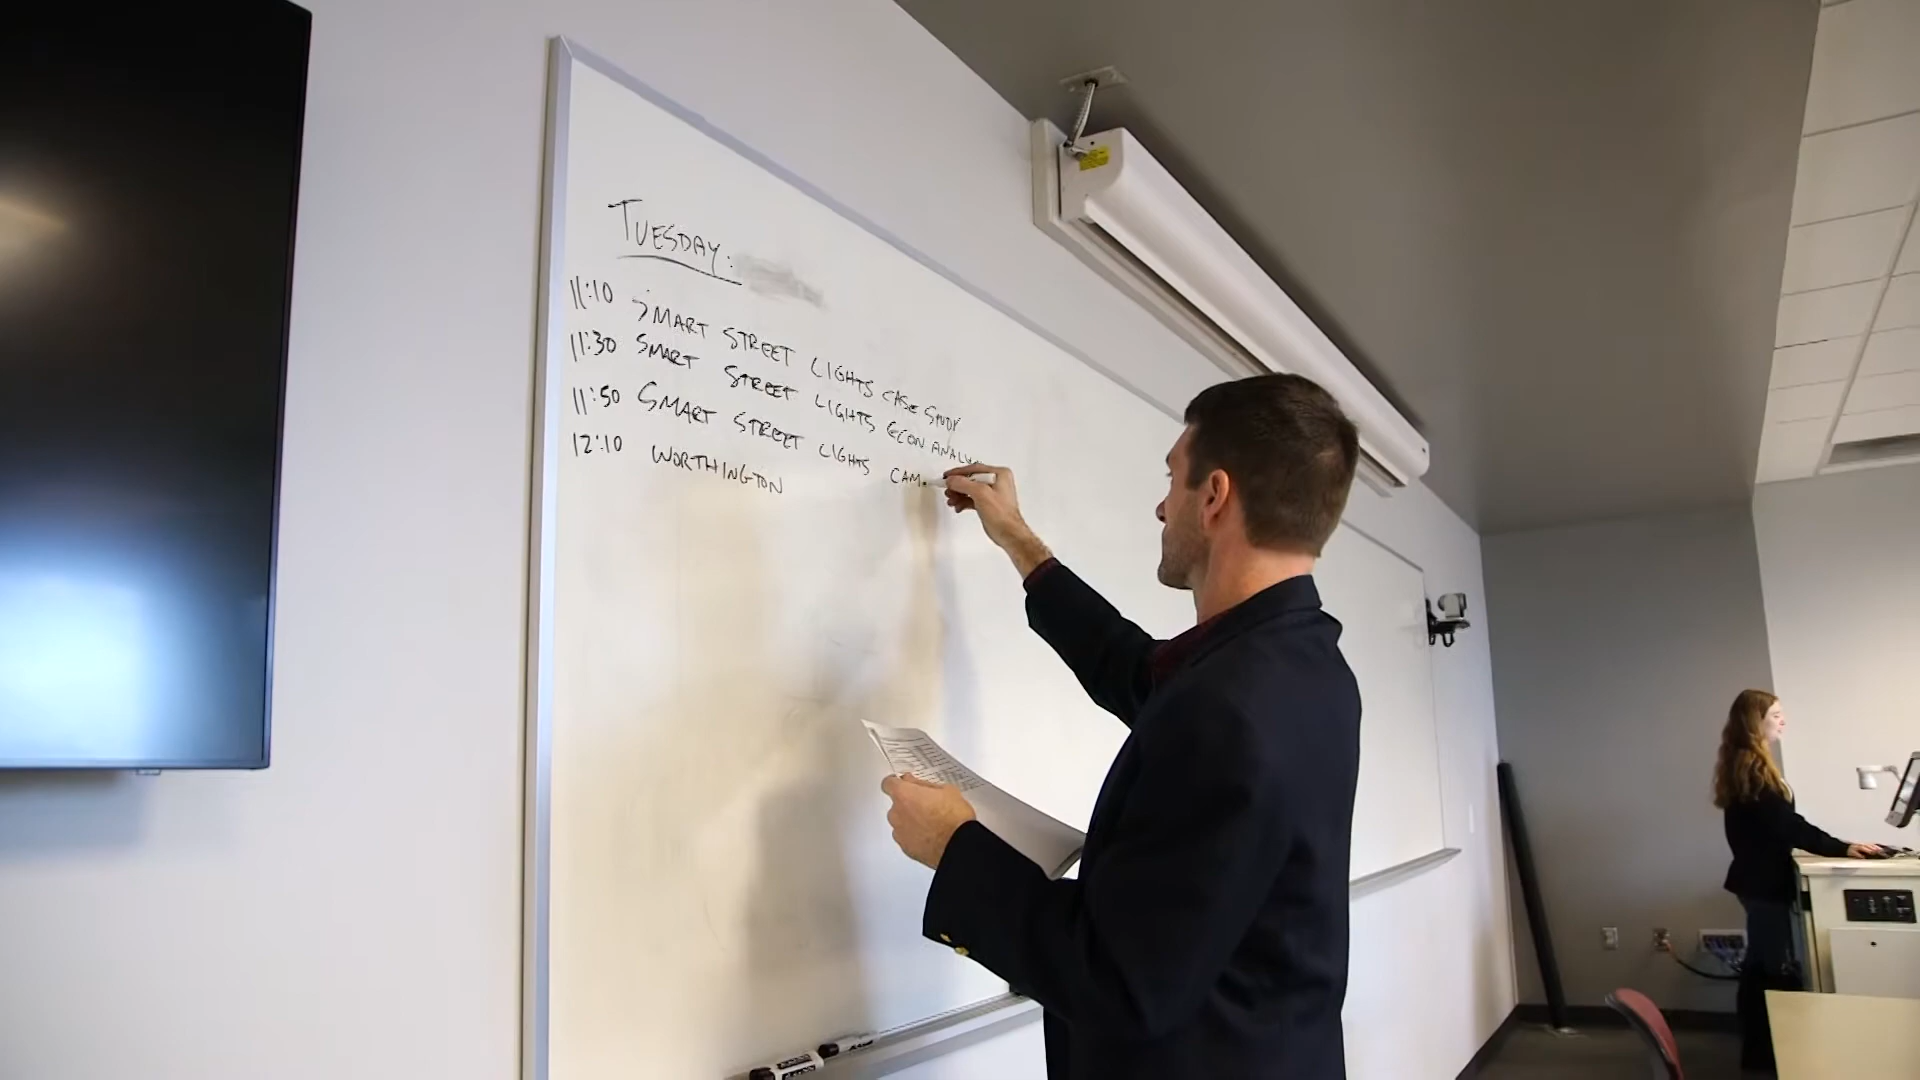 TUESDAY:
11:10 SMART STREET LIGHTS CASE STUDY
11:30 SMART STREET LIGHTS ECON
11:50 SMART STREET LIGHTS CAM
12:10 WORTHINGTON